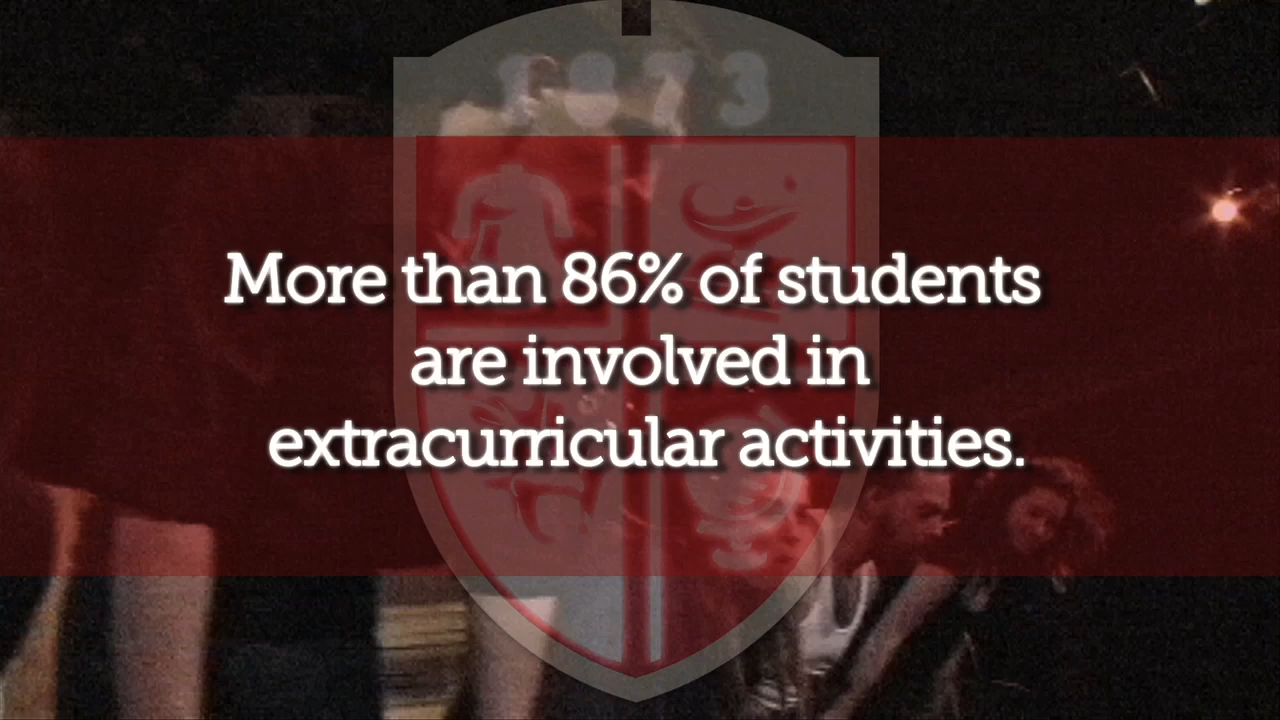 More than 86% of students
are involved in
extracurricular activities.